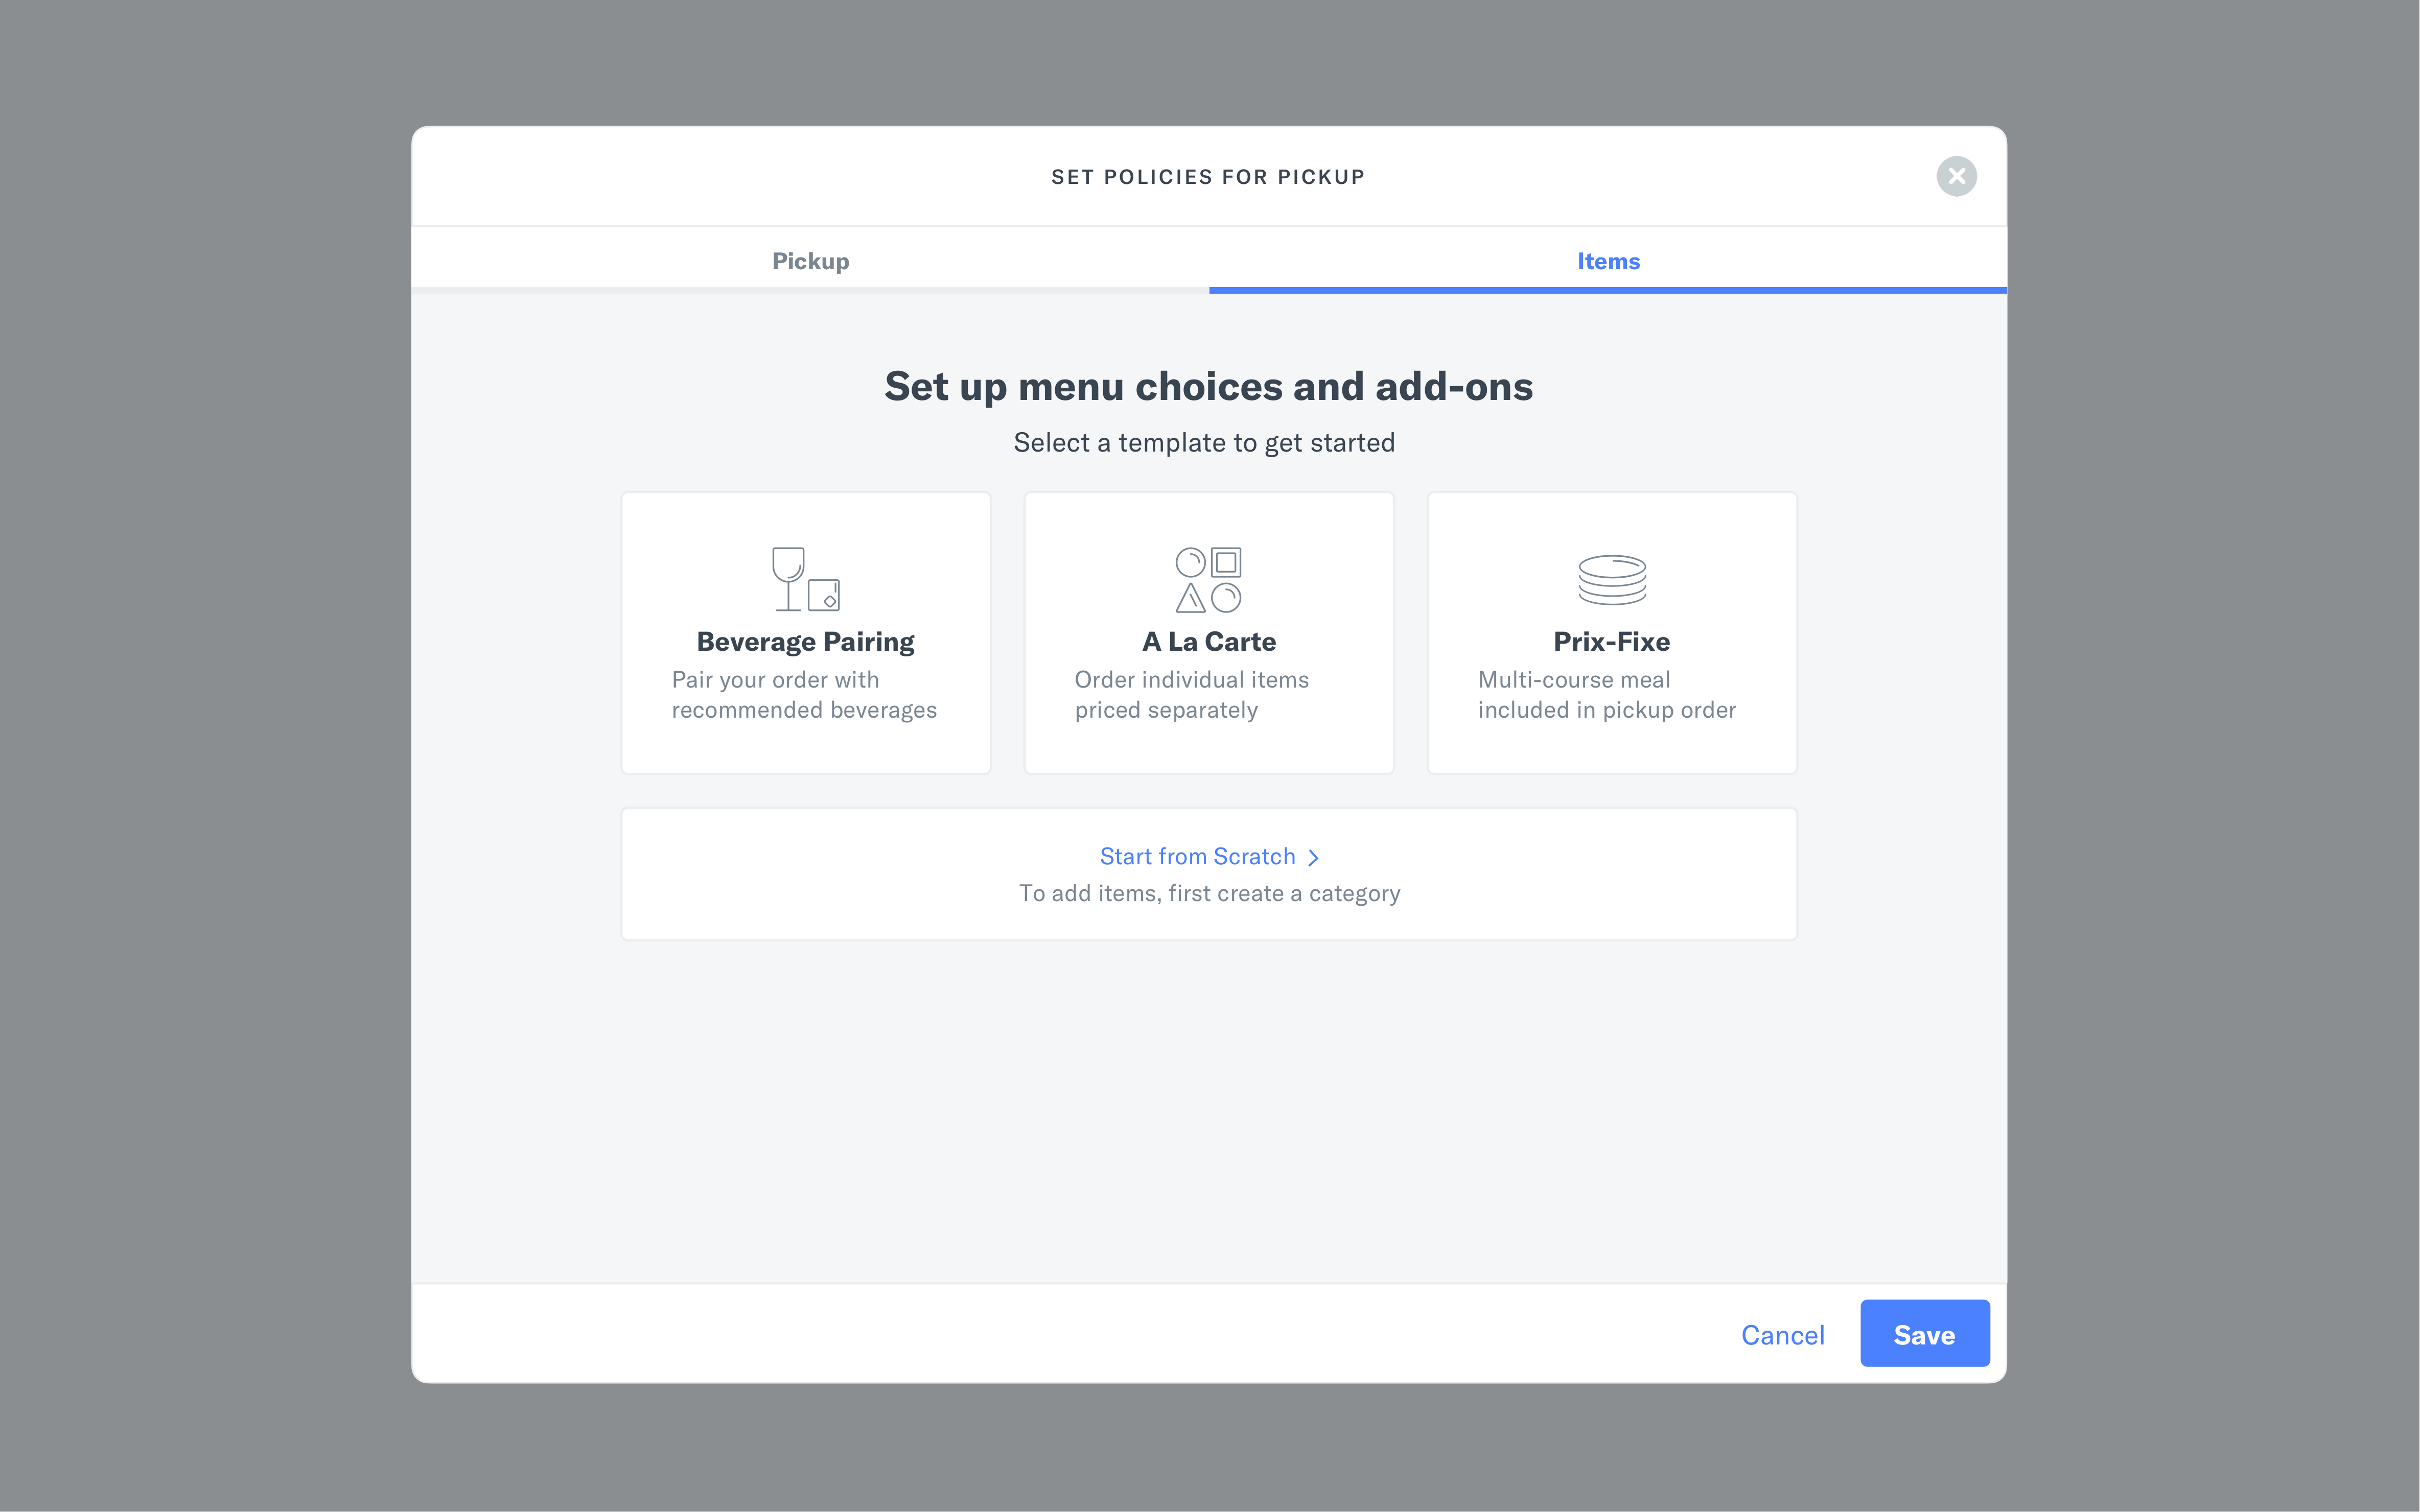 SET POLICIES FOR PICKUP
Pickup
Items
Set up menu choices and add-ons
Select a template to get started
Beverage Pairing
Pair your order with
recommended beverages
A La Carte
Order individual items
priced separately
Prix-Fixe
Multi-course meal
included in pickup order
Start from Scratch
To add items, first create a category
Cancel
Save